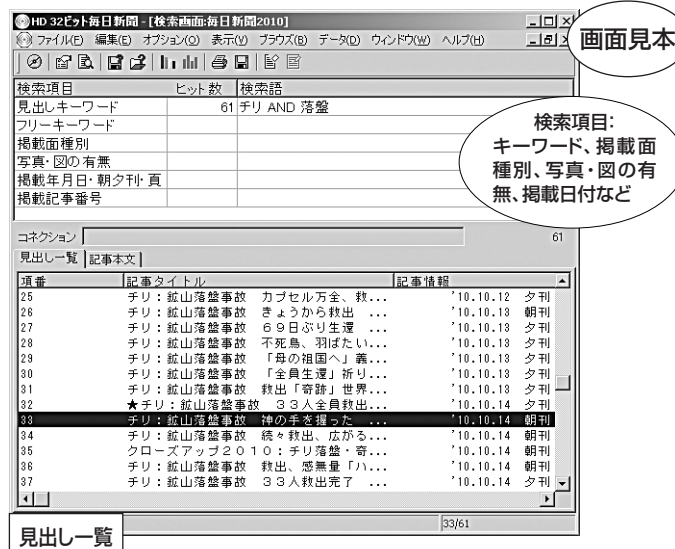 HD 32ビット毎日新聞 - [検索画面:毎日新聞2010]
ファイル(F) 編集(E) オプション(O) 表示(V) ブラウズ(B) データ(D) ウィンドウ(W) ヘルプ(H)
画面見本
検索項目 ヒット数 検索語
見出しキーワード 61 チリ AND 落盤
フリーキーワード
掲載面種別
写真・図の有無
掲載年月日・朝夕刊・頁
掲載記事番号
検索項目:
キーワード、掲載面
種別、写真・図の有
無、掲載日付など
コネクション 61
見出し一覧 記事本文
項番 記事タイトル 記事情報
25 チリ:鉱山落盤事故 カプセル万全、救... '10.10.12 夕刊
26 チリ:鉱山落盤事故 きょうから救出 ... '10.10.13 朝刊
27 チリ:鉱山落盤事故 69日ぶり生還 ... '10.10.13 夕刊
28 チリ:鉱山落盤事故 不死鳥、羽ばたい... '10.10.13 夕刊
29 チリ:鉱山落盤事故 「母の祖国へ」義... '10.10.13 夕刊
30 チリ:鉱山落盤事故 「全員生還」祈り... '10.10.13 夕刊
31 チリ:鉱山落盤事故 救出「奇跡」世界... '10.10.13 夕刊
32 ★チリ:鉱山落盤事故 33人全員救出... '10.10.14 夕刊
33 チリ:鉱山落盤事故 神の手を握った ... '10.10.14 朝刊
34 チリ:鉱山落盤事故 続々救出、広がる... '10.10.14 朝刊
35 クローズアップ2010:チリ落盤・奇... '10.10.14 朝刊
36 チリ:鉱山落盤事故 救出、感無量「ハ... '10.10.14 朝刊
37 チリ:鉱山落盤事故 33人救出完了 ... '10.10.14 夕刊
33/61
見出し一覧